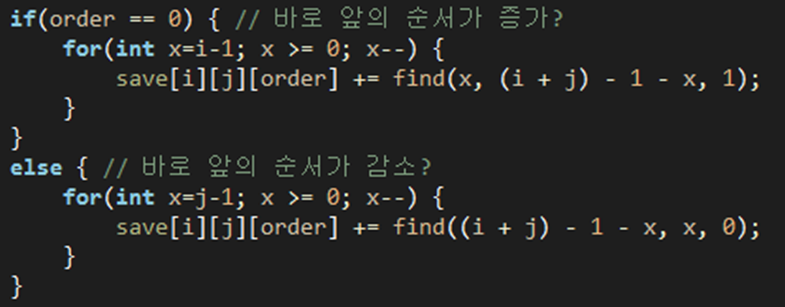 if(order == 0) { // 바로 앞의 순서가 증가?
    for(int x=i-1; x >= 0; x--) {
        save[i][j][order] += find(x, (i + j) - 1 - x, 1);
    }
}
else { // 바로 앞의 순서가 감소?
    for(int x=j-1; x >= 0; x--) {
        save[i][j][order] += find((i + j) - 1 - x, x, 0);
    }
}